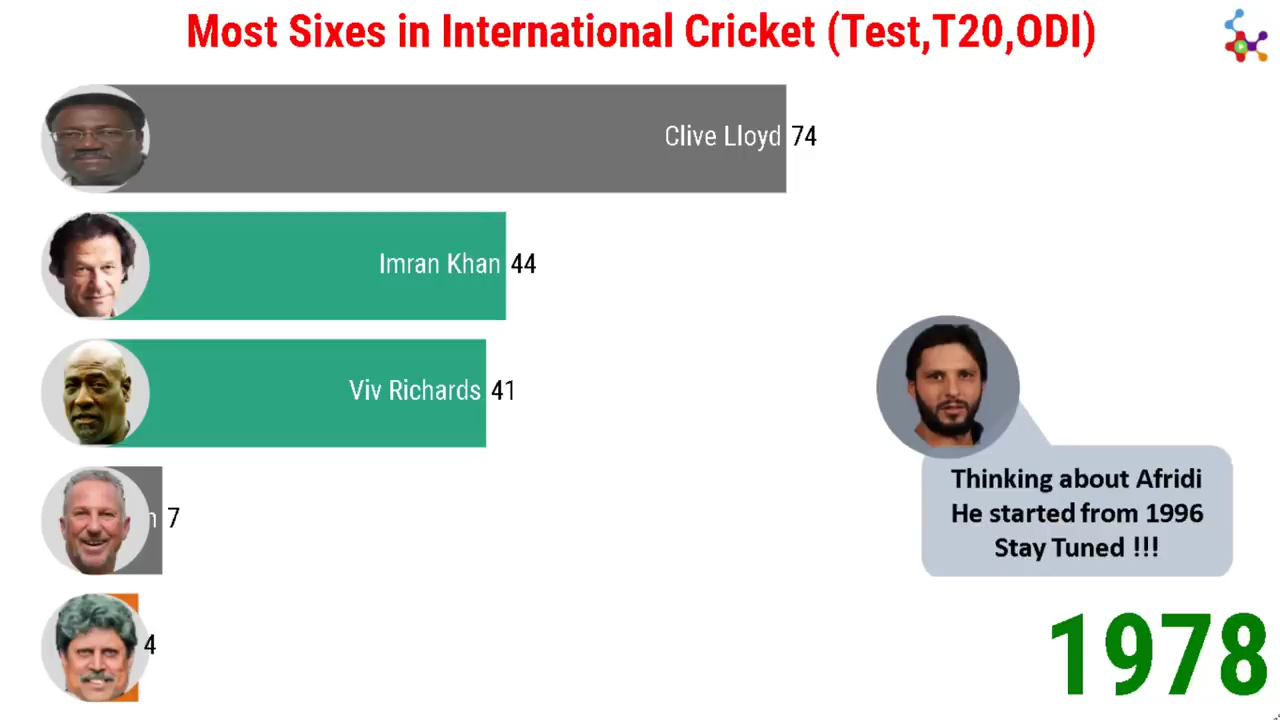 Most Sixes in International Cricket (Test,T20,ODI)
Clive Lloyd 74
Imran Khan 44
Viv Richards 41
n 7
4
Thinking about Afridi
He started from 1996
Stay Tuned !!!
1978